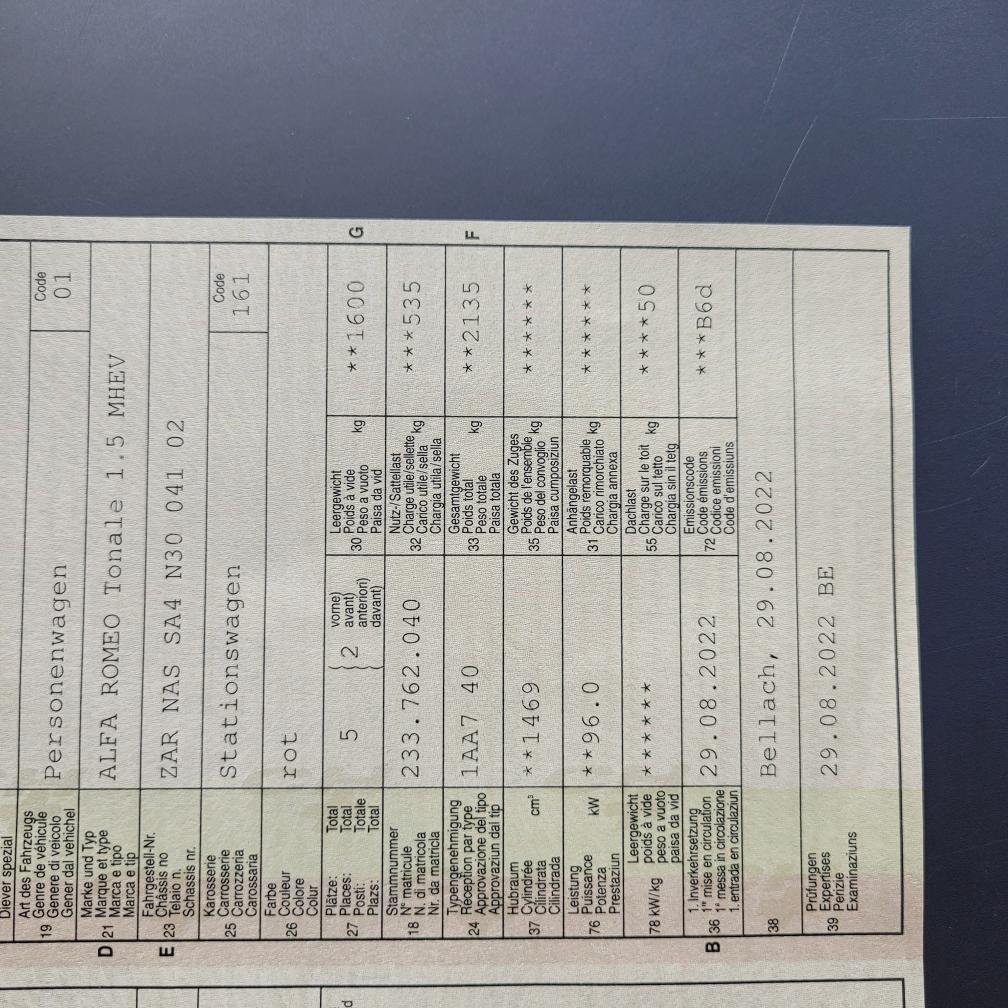 Diever spezial
Art des Fahrzeugs
19 Genre de véhicule
Genere di veicolo
Gener dal vehichel
Personenwagen
Code
01
Marke und Typ
D 21 Marque et type
Marca e tipo
Marca e tip
ALFA ROMEO Tonale 1.5 MHEV
Fahrgestell-Nr.
E 23 Châssis no
Telaio n.
Schassis nr.
ZAR NAS SA4 N30 041 02
Karosserie
25 Carrosserie
Carrozzeria
Carossaria
Stationswagen
Code
161
Farbe
26 Couleur
Colore
Colur
rot
Plätze: Total
27 Places: Total
Posti: Totale
Plazs: Total
5
2
vorne)
avant)
anteriori)
davant)
Leergewicht
30 Poids à vide kg
Peso a vuoto
Paisa da vid
**1600
G
Stammnummer
18 N° matricule
N. di matricola
Nr. da matricla
233.762.040
Nutz-/Sattellast
32 Charge utile/sellette kg
Carico utile/sella
Chargia utila/sella
***535
Typengenehmigung
24 Réception par type
Approvazione del tipo
Approvaziun dal tip
1AA7 40
Gesamtgewicht
33 Poids total kg
Peso totale
Paisa totala
**2135
F
Hubraum
37 Cylindrée cm³
Cilindrata
Cilindrada
**1469
Gewicht des Zuges
35 Poids de l'ensemble kg
Peso del convoglio
Paisa cumposiziun
******
Leistung
76 Puissance kW
Potenza
Prestaziun
**96.0
Anhängelast
31 Poids remorquable kg
Carico rimorchiato
Chargia annexa
******
Leergewicht
78 kW/kg poids à vide
peso a vuoto
paisa da vid
******
Dachlast
55 Charge sur le toit kg
Carico sul tetto
Chargia sin il tetg
****50
1. Inverkehrsetzung
B 36 1re mise en circulation
1a messa in circolazione
1. entrada en circulaziun
29.08.2022
Emissionscode
72 Code émissions
Codice emissioni
Code d'emissiuns
***B6d
38
Bellach, 29.08.2022
Prüfungen
39 Expertises
Perizie
Examinaziuns
29.08.2022 BE
d